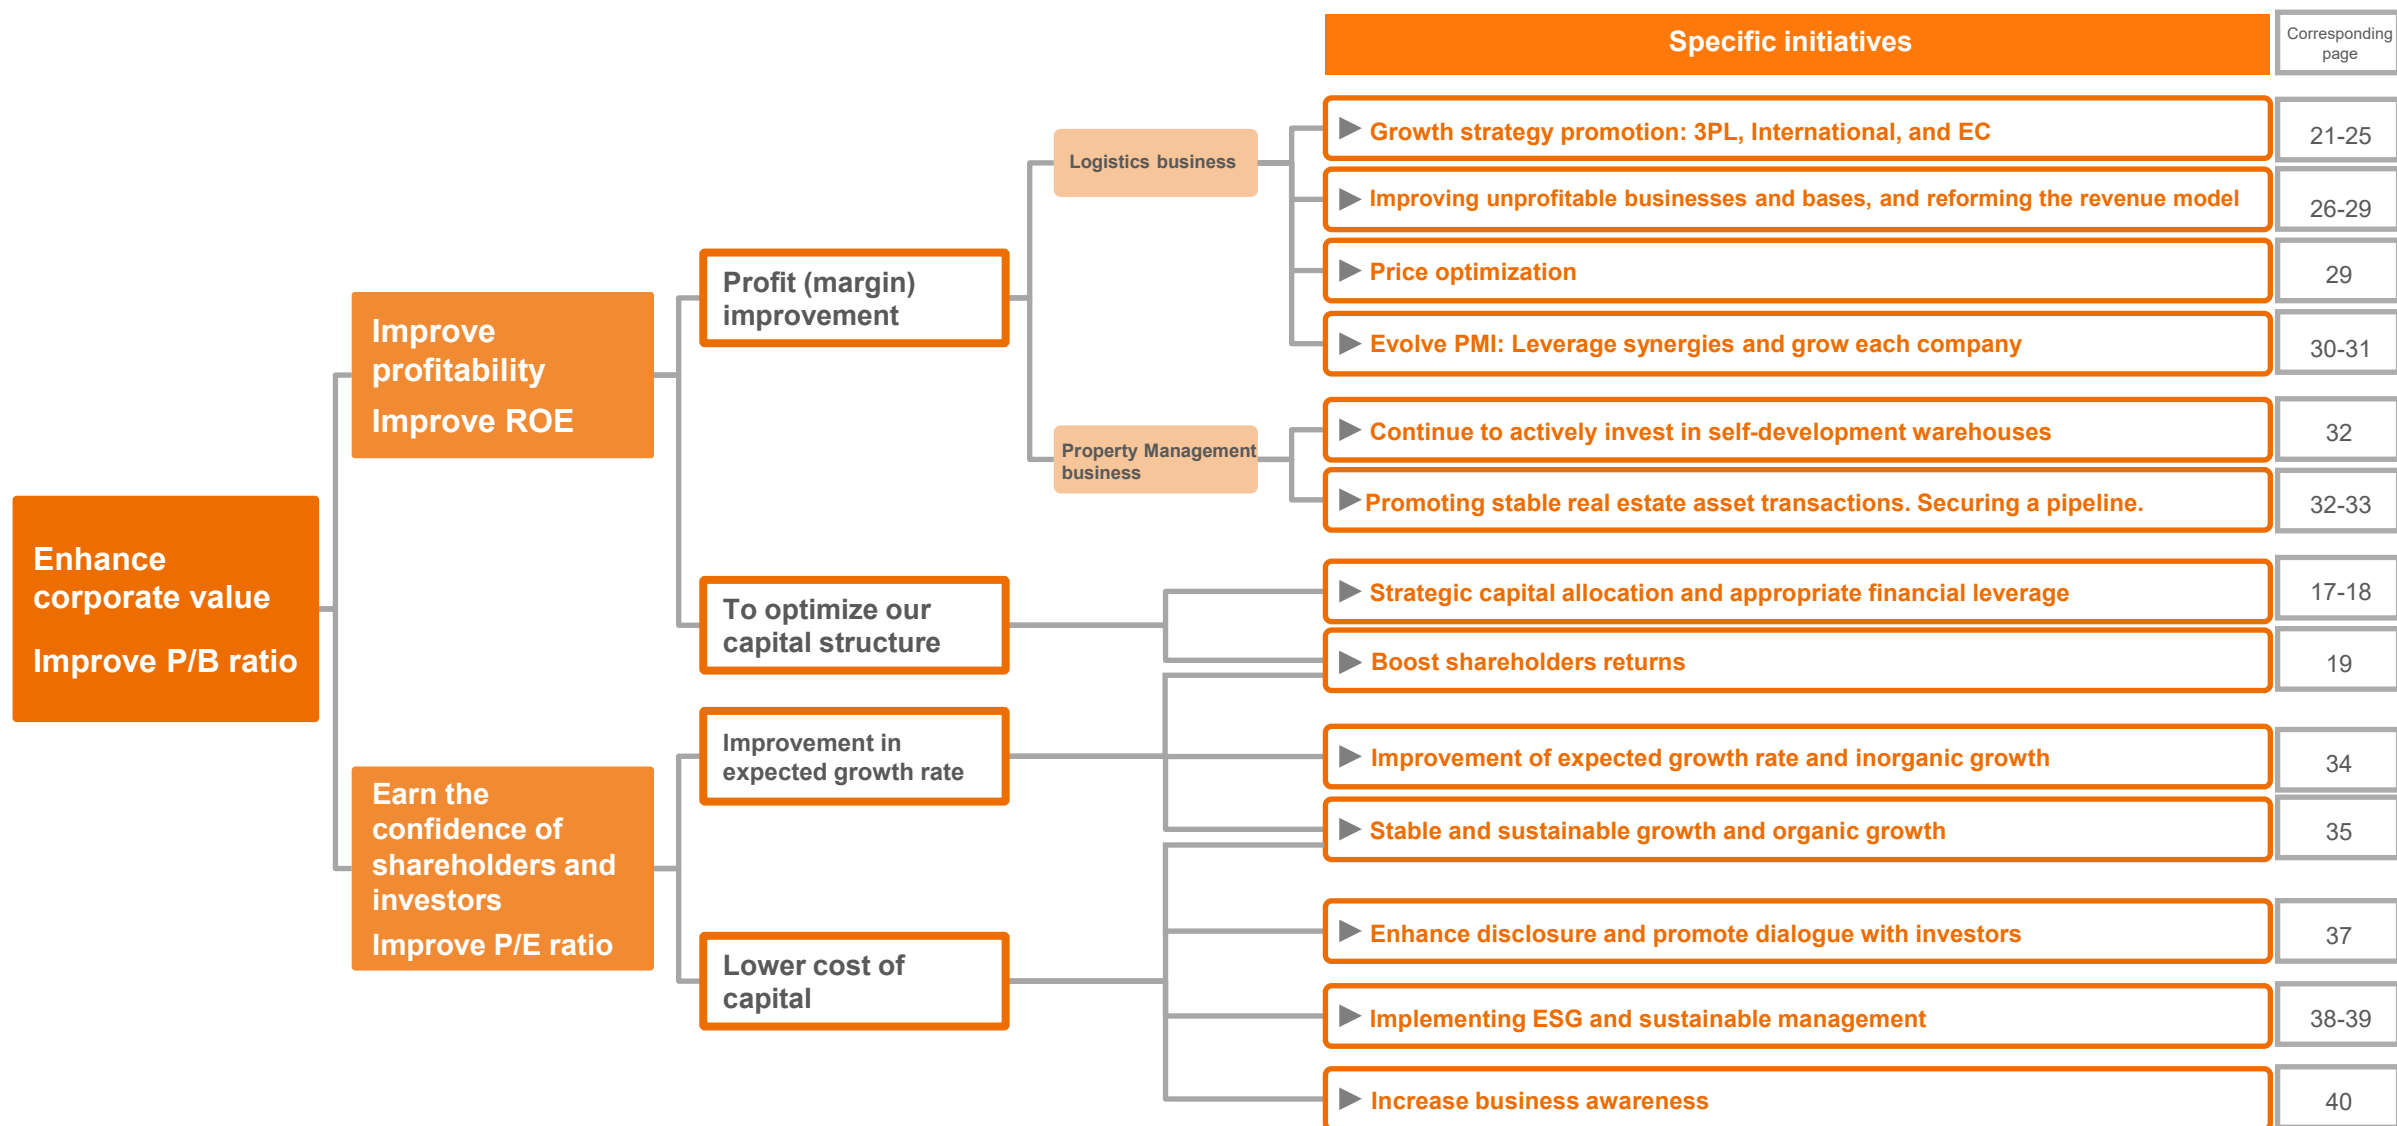 Specific initiatives
Corresponding
page
Enhance
corporate value
Improve P/B ratio
Improve
profitability
Improve ROE
Earn the
confidence of
shareholders and
investors
Improve P/E ratio
Profit (margin)
improvement
To optimize our
capital structure
Improvement in
expected growth rate
Lower cost of
capital
Logistics business
Property Management
business
▶ Growth strategy promotion: 3PL, International, and EC
21-25
▶ Improving unprofitable businesses and bases, and reforming the revenue model
26-29
▶ Price optimization
29
▶ Evolve PMI: Leverage synergies and grow each company
30-31
▶ Continue to actively invest in self-development warehouses
32
▶ Promoting stable real estate asset transactions. Securing a pipeline.
32-33
▶ Strategic capital allocation and appropriate financial leverage
17-18
▶ Boost shareholders returns
19
▶ Improvement of expected growth rate and inorganic growth
34
▶ Stable and sustainable growth and organic growth
35
▶ Enhance disclosure and promote dialogue with investors
37
▶ Implementing ESG and sustainable management
38-39
▶ Increase business awareness
40